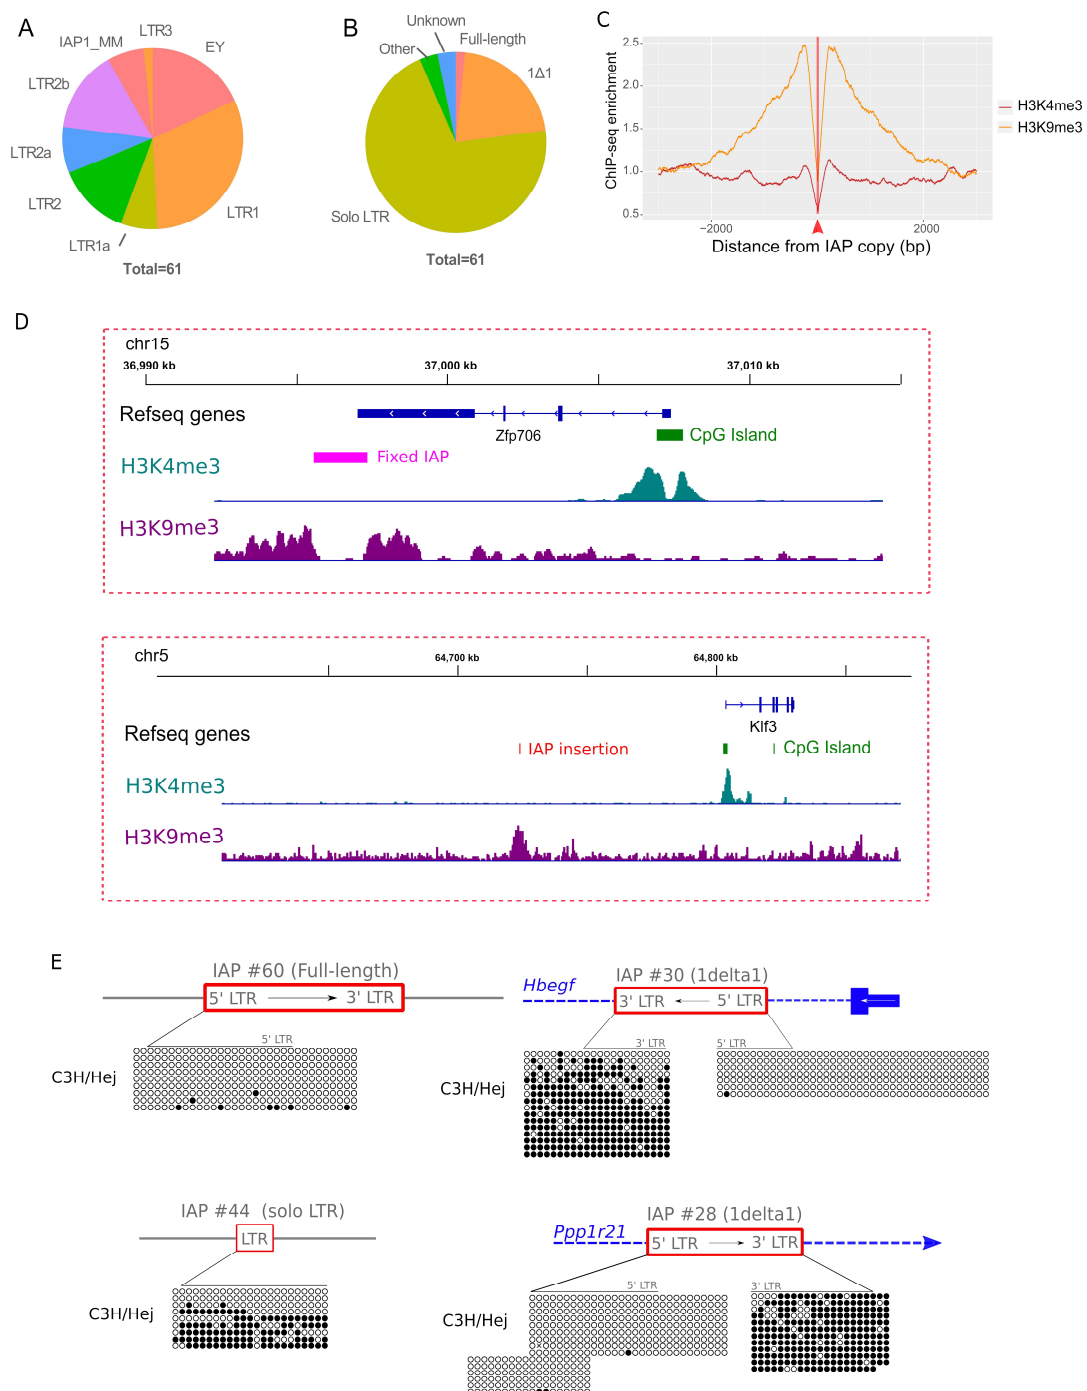 A
LTR3
IAP1_MM
EY
LTR2b
LTR2a
LTR2
LTR1a
LTR1
Total=61
B
Unknown
Full-length
Other
1Δ1
Solo LTR
Total=61
C
ChIP-seq enrichment
2.5
2.0
1.5
1.0
0.5
−2000
2000
Distance from IAP copy (bp)
H3K4me3
H3K9me3
D
chr15
36,990 kb
37,000 kb
37,010 kb
Refseq genes
Zfp706
CpG Island
Fixed IAP
H3K4me3
H3K9me3
chr5
64,700 kb
64,800 kb
Klf3
Refseq genes
IAP insertion
CpG Island
H3K4me3
H3K9me3
E
IAP #60 (Full-length)
5' LTR
3' LTR
5' LTR
C3H/Hej
IAP #30 (1delta1)
Hbegf
3' LTR
5' LTR
3' LTR
5' LTR
C3H/Hej
IAP #44 (solo LTR)
LTR
C3H/Hej
IAP #28 (1delta1)
Ppp1r21
5' LTR
3' LTR
5' LTR
3' LTR
C3H/Hej